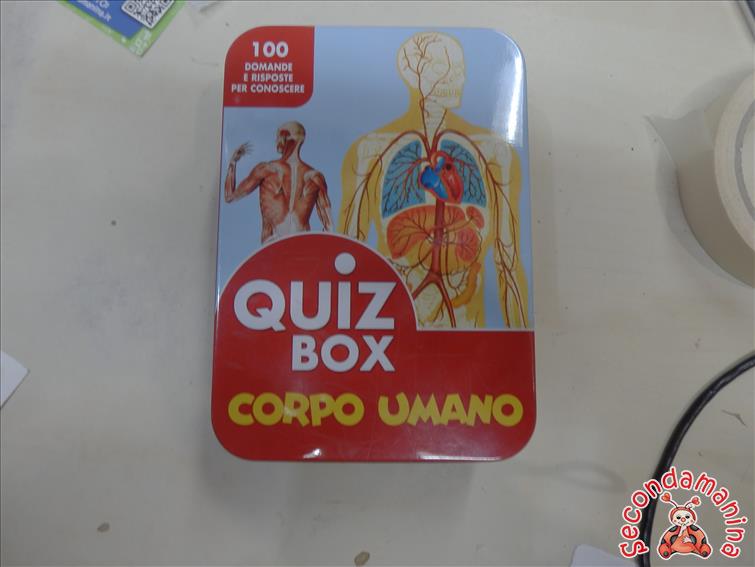 100
DOMANDE
E RISPOSTE
PER CONOSCERE
QUIZ
BOX
CORPO UMANO
secondamanina